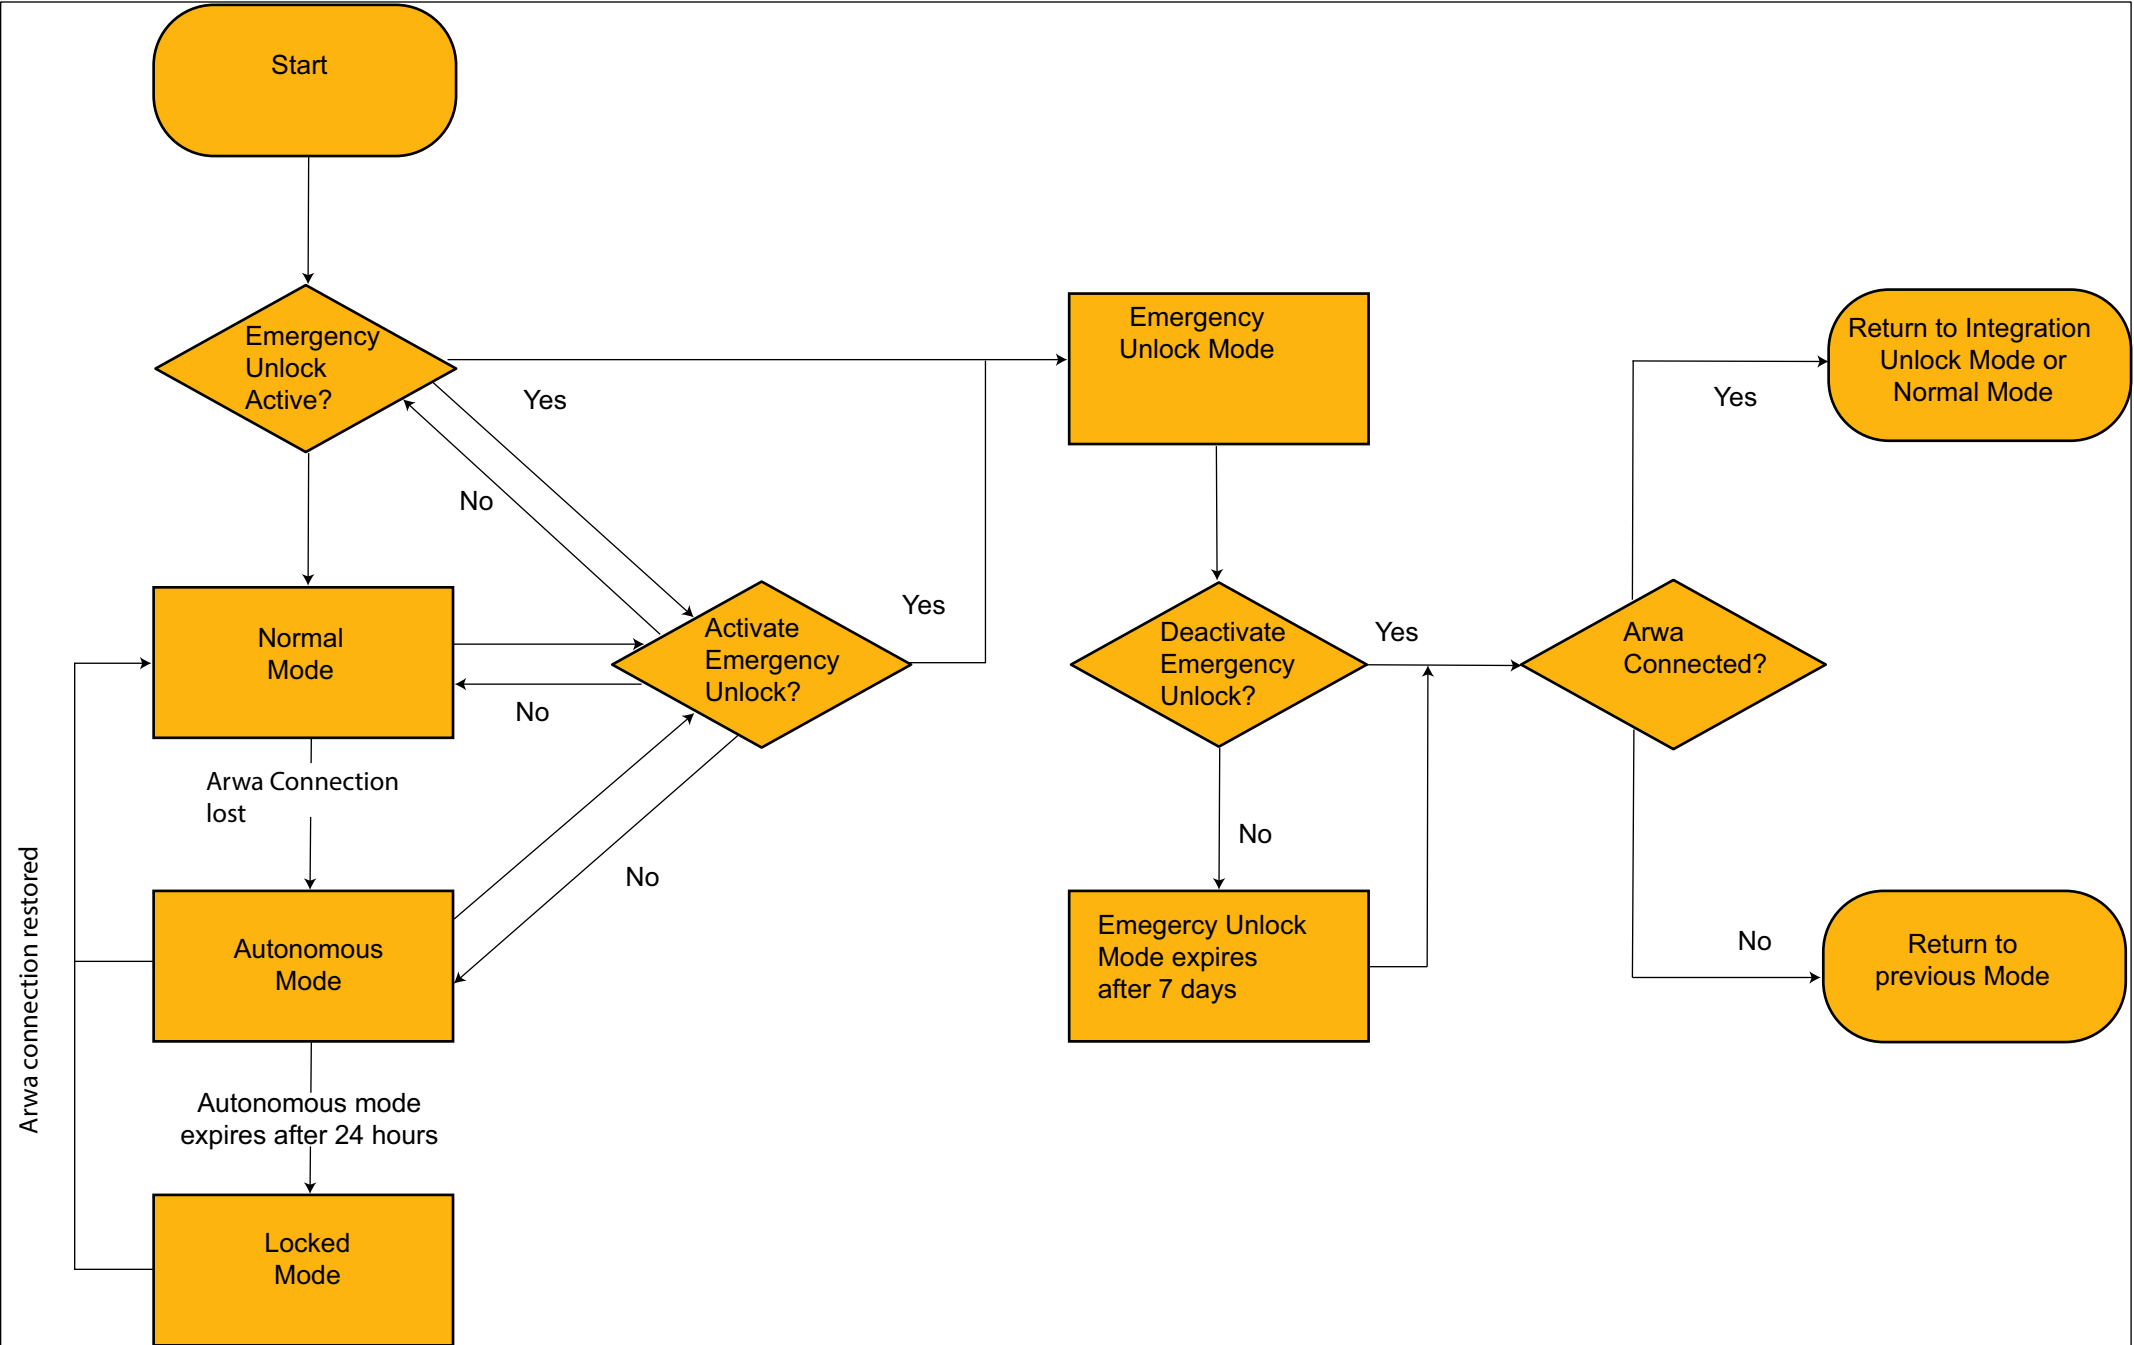 Start
Emergency
Unlock
Active?
Yes
No
Emergency
Unlock Mode
Return to Integration
Unlock Mode or
Normal Mode
Yes
Normal
Mode
Activate
Emergency
Unlock?
Yes
No
Deactivate
Emergency
Unlock?
Yes
Arwa
Connected?
Arwa Connection
lost
No
No
Arwa connection restored
Autonomous
Mode
Emegercy Unlock
Mode expires
after 7 days
No
Return to
previous Mode
Autonomous mode
expires after 24 hours
Locked
Mode